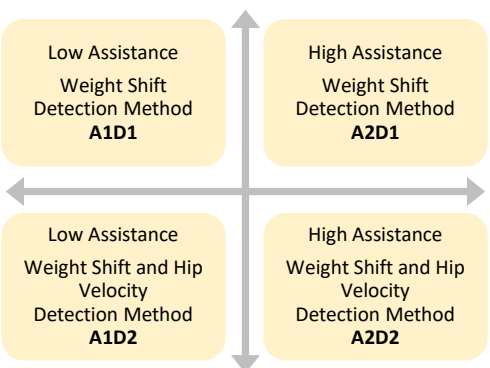 Low Assistance
Weight Shift
Detection Method
A1D1
High Assistance
Weight Shift
Detection Method
A2D1
Low Assistance
Weight Shift and Hip
Velocity
Detection Method
A1D2
High Assistance
Weight Shift and Hip
Velocity
Detection Method
A2D2